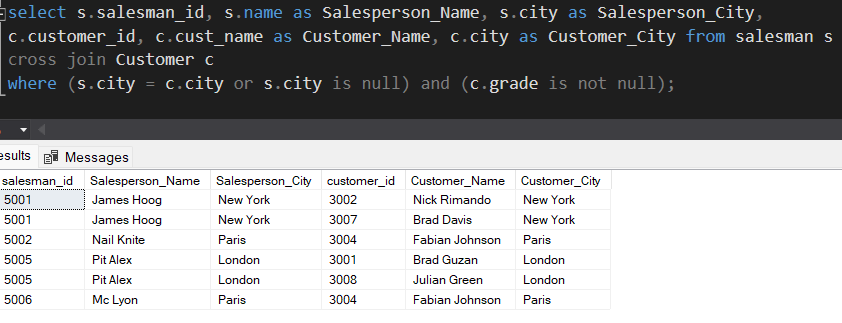 select s.salesman_id, s.name as Salesperson_Name, s.city as Salesperson_City,
c.customer_id, c.cust_name as Customer_Name, c.city as Customer_City from salesman s
cross join Customer c
where (s.city = c.city or s.city is null) and (c.grade is not null);
esults Messages
salesman_id Salesperson_Name Salesperson_City customer_id Customer_Name Customer_City
5001 James Hoog New York 3002 Nick Rimando New York
5001 James Hoog New York 3007 Brad Davis New York
5002 Nail Knite Paris 3004 Fabian Johnson Paris
5005 Pit Alex London 3001 Brad Guzan London
5005 Pit Alex London 3008 Julian Green London
5006 Mc Lyon Paris 3004 Fabian Johnson Paris